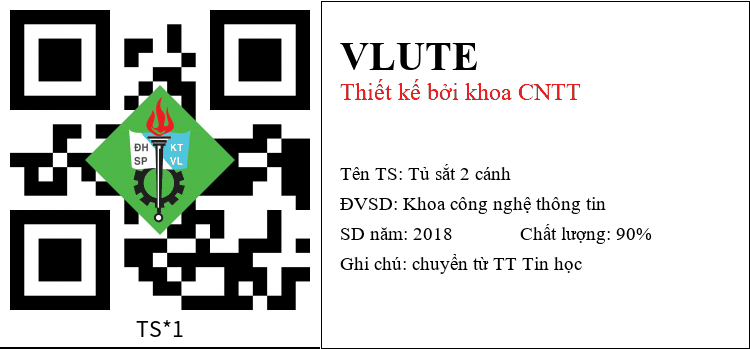 ĐH KT
SP VL
TS*1
VLUTE
Thiết kế bởi khoa CNTT
Tên TS: Tủ sắt 2 cánh
ĐVSD: Khoa công nghệ thông tin
SD năm: 2018 Chất lượng: 90%
Ghi chú: chuyển từ TT Tin học